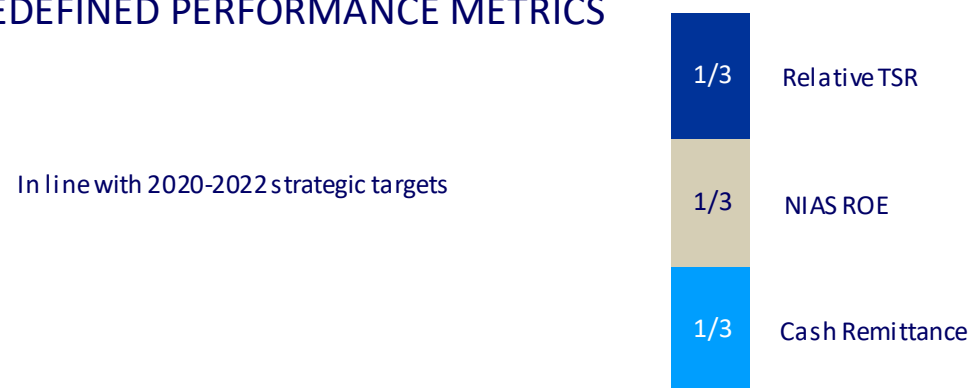 EDEFINED PERFORMANCE METRICS
1/3 Relative TSR
In line with 2020-2022 strategic targets
1/3 NIAS ROE
1/3 Cash Remittance